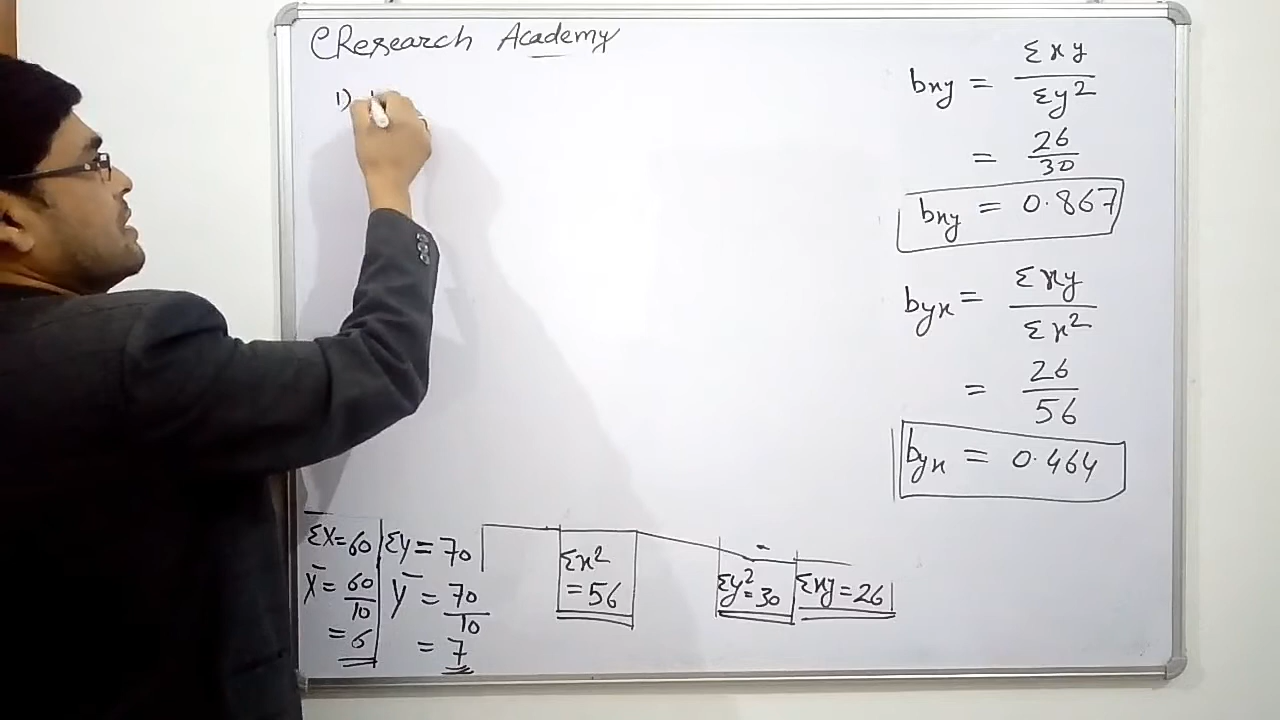 CResearch Academy
1)
bxy = Σxy / Σy²
= 26 / 30
bxy = 0.867
byx = Σxy / Σx²
= 26 / 56
byx = 0.464
ΣX=60 ΣY=70 Σx² =56 Σy² =30 Σxy=26
X̄=60/10 Ȳ=70/10
=6 =7